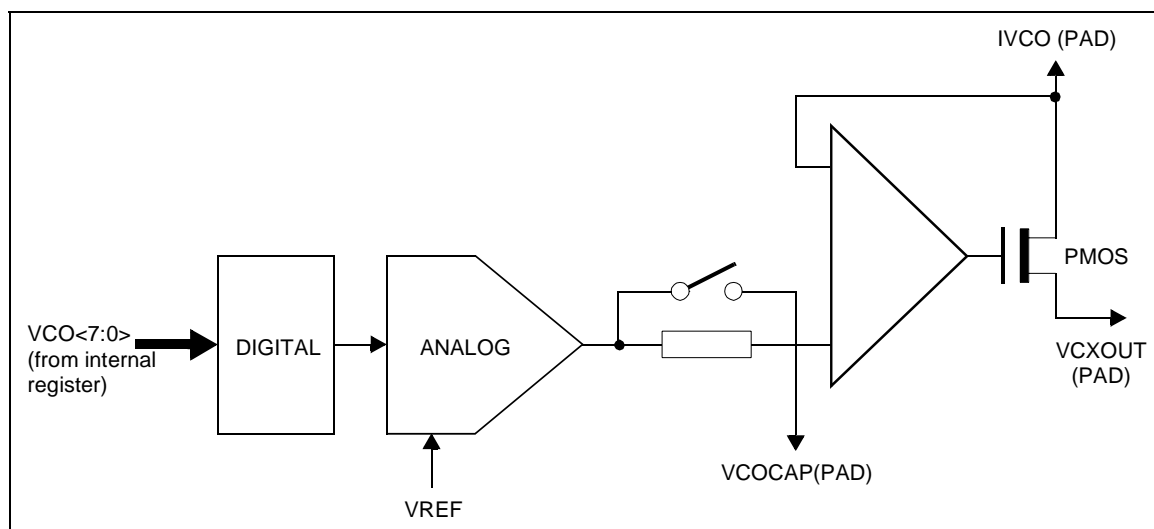 IVCO (PAD)
PMOS
VCO<7:0>
(from internal
register)
DIGITAL
ANALOG
VCXOUT
(PAD)
VCOCAP(PAD)
VREF